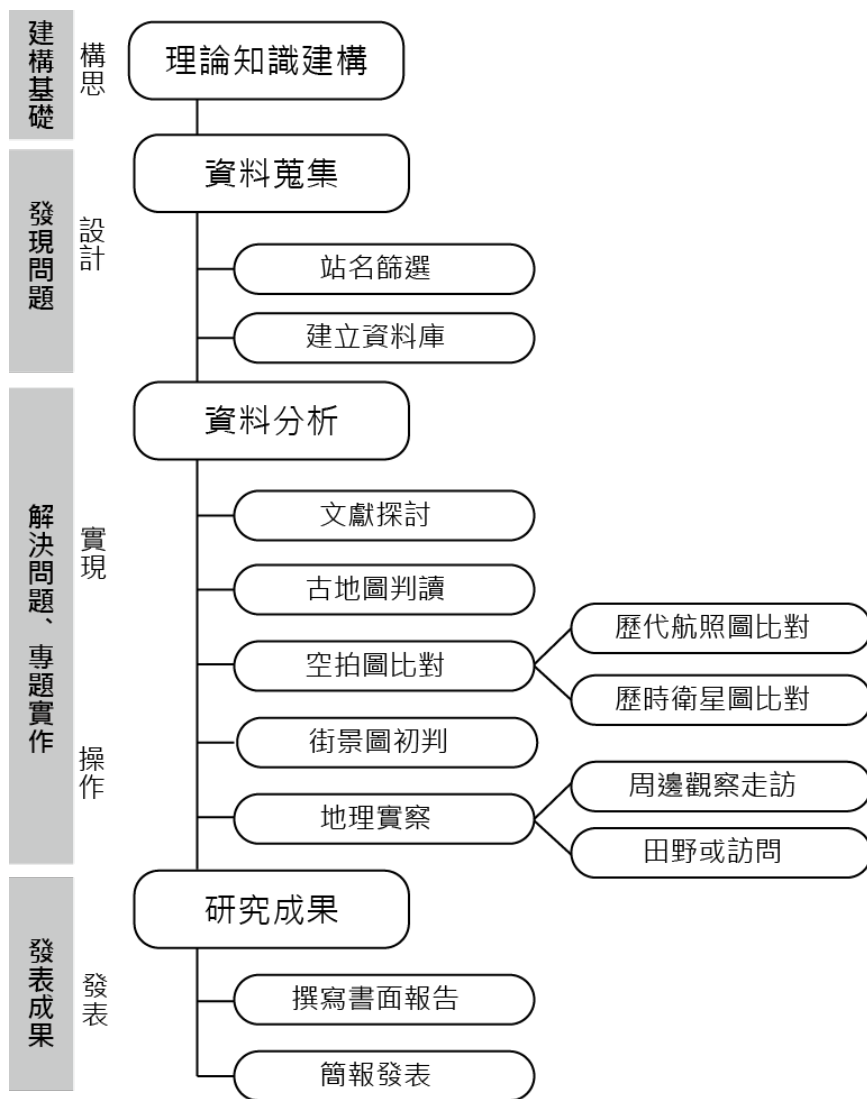 建構基礎
構思
理論知識建構
發現問題
設計
資料蒐集
站名篩選
建立資料庫
解決問題、專題實作
實現
操作
資料分析
文獻探討
古地圖判讀
空拍圖比對
歷代航照圖比對
歷時衛星圖比對
街景圖初判
地理實察
周邊觀察走訪
田野或訪問
發表成果
發表
研究成果
撰寫書面報告
簡報發表